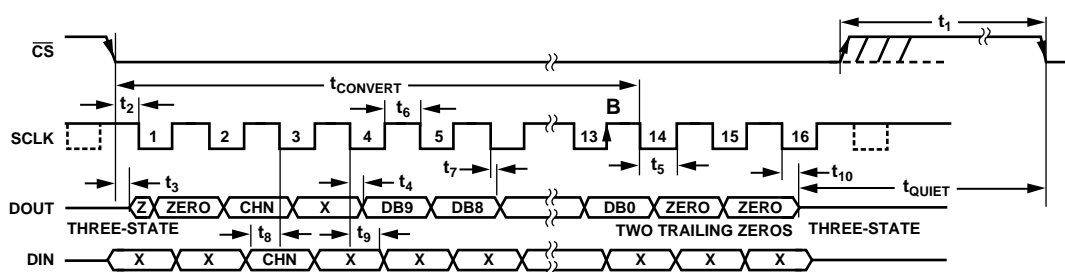 t1
CS
tCONVERT
t2
t6
B
SCLK
1 2 3 4 5 13 14 15 16
t3
t4
t7
t5
t10
tQUIET
DOUT
Z ZERO CHN X DB9 DB8 DB0 ZERO ZERO
THREE-STATE
TWO TRAILING ZEROS
THREE-STATE
t8
t9
DIN
X X CHN X X X X X X